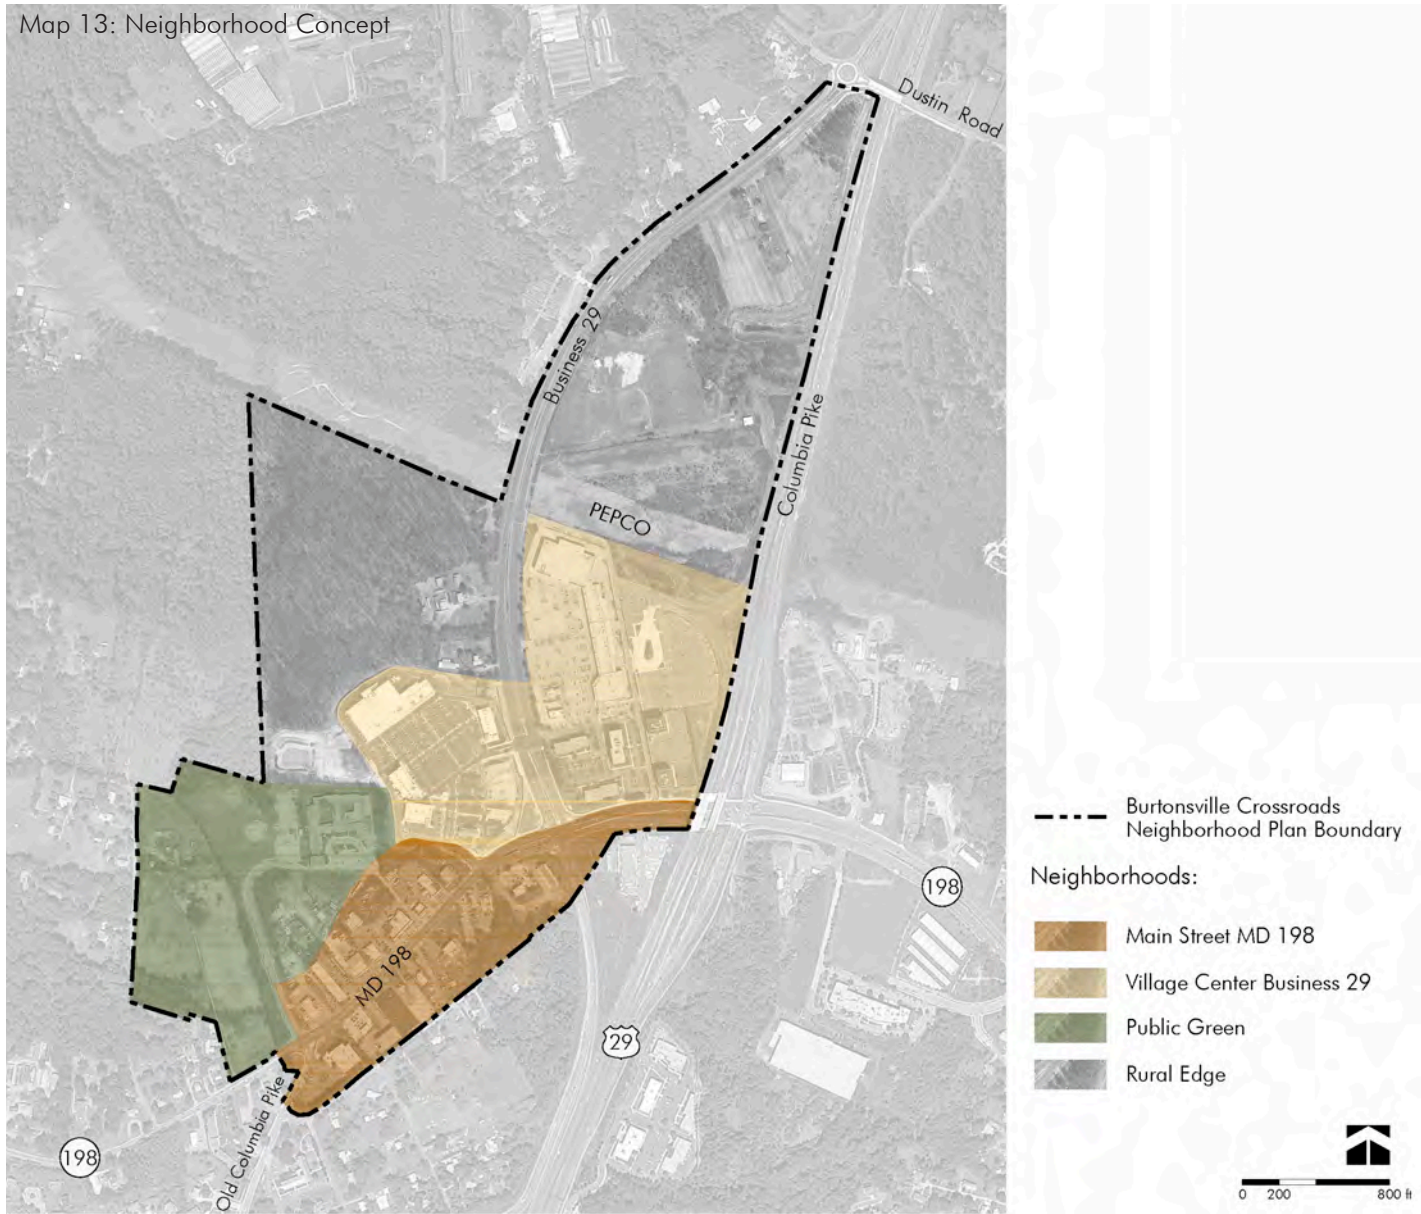 Map 13: Neighborhood Concept
Dustin Road
Business 29
Columbia Pike
PEPCO
MD 198
198
29
Old Columbia Pike
198
Burtonsville Crossroads
Neighborhood Plan Boundary
Neighborhoods:
Main Street MD 198
Village Center Business 29
Public Green
Rural Edge
0 200 800 ft